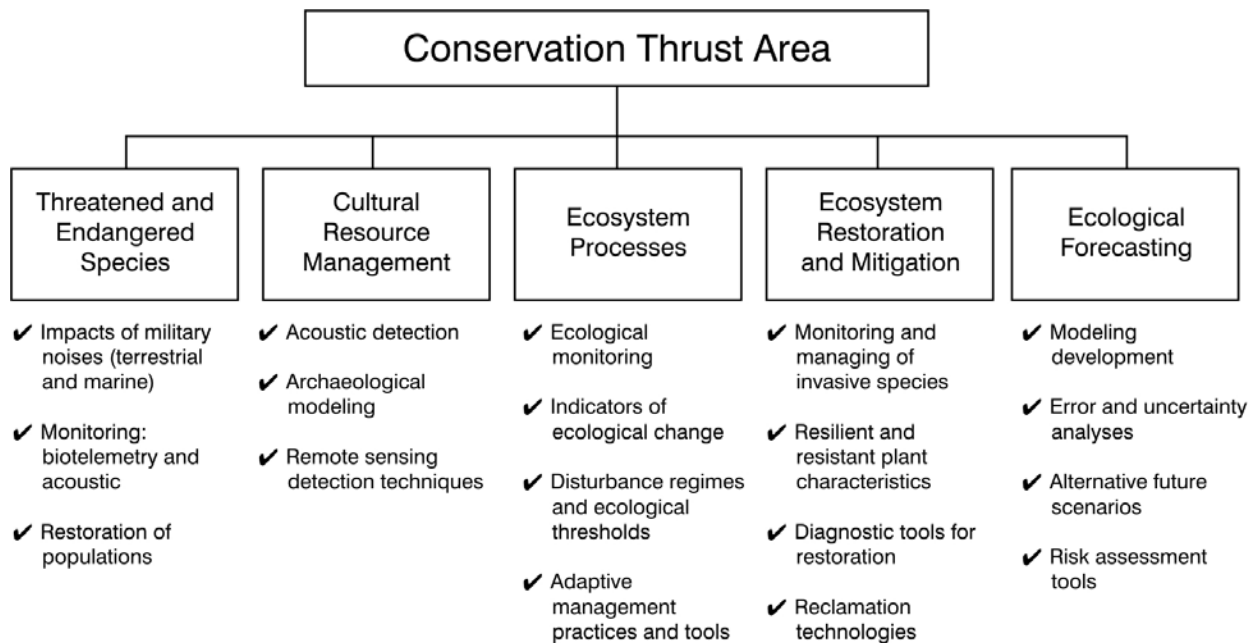 Conservation Thrust Area
Threatened and
Endangered
Species
✔ Impacts of military
noises (terrestrial
and marine)
✔ Monitoring:
biotelemetry and
acoustic
✔ Restoration of
populations
Cultural
Resource
Management
✔ Acoustic detection
✔ Archaeological
modeling
✔ Remote sensing
detection techniques
Ecosystem
Processes
✔ Ecological
monitoring
✔ Indicators of
ecological change
✔ Disturbance regimes
and ecological
thresholds
✔ Adaptive
management
practices and tools
Ecosystem
Restoration
and Mitigation
✔ Monitoring and
managing of
invasive species
✔ Resilient and
resistant plant
characteristics
✔ Diagnostic tools for
restoration
✔ Reclamation
technologies
Ecological
Forecasting
✔ Modeling
development
✔ Error and uncertainty
analyses
✔ Alternative future
scenarios
✔ Risk assessment
tools